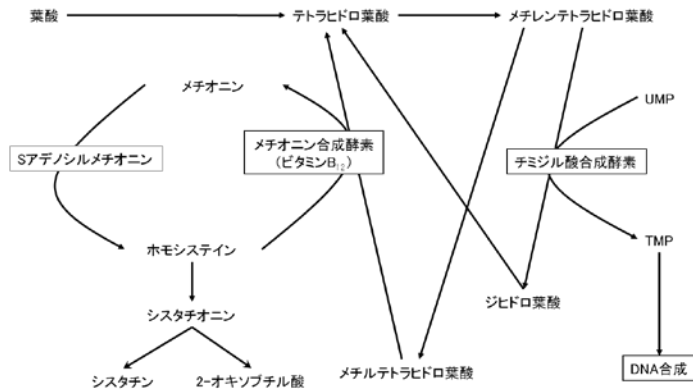 葉酸
テトラヒドロ葉酸
メチレンテトラヒドロ葉酸
メチオニン
UMP
Sアデノシルメチオニン
メチオニン合成酵素
(ビタミンB₁₂)
チミジル酸合成酵素
ホモシステイン
TMP
シスタチオニン
ジヒドロ葉酸
シスタチン
2-オキソブチル酸
メチルテトラヒドロ葉酸
DNA合成